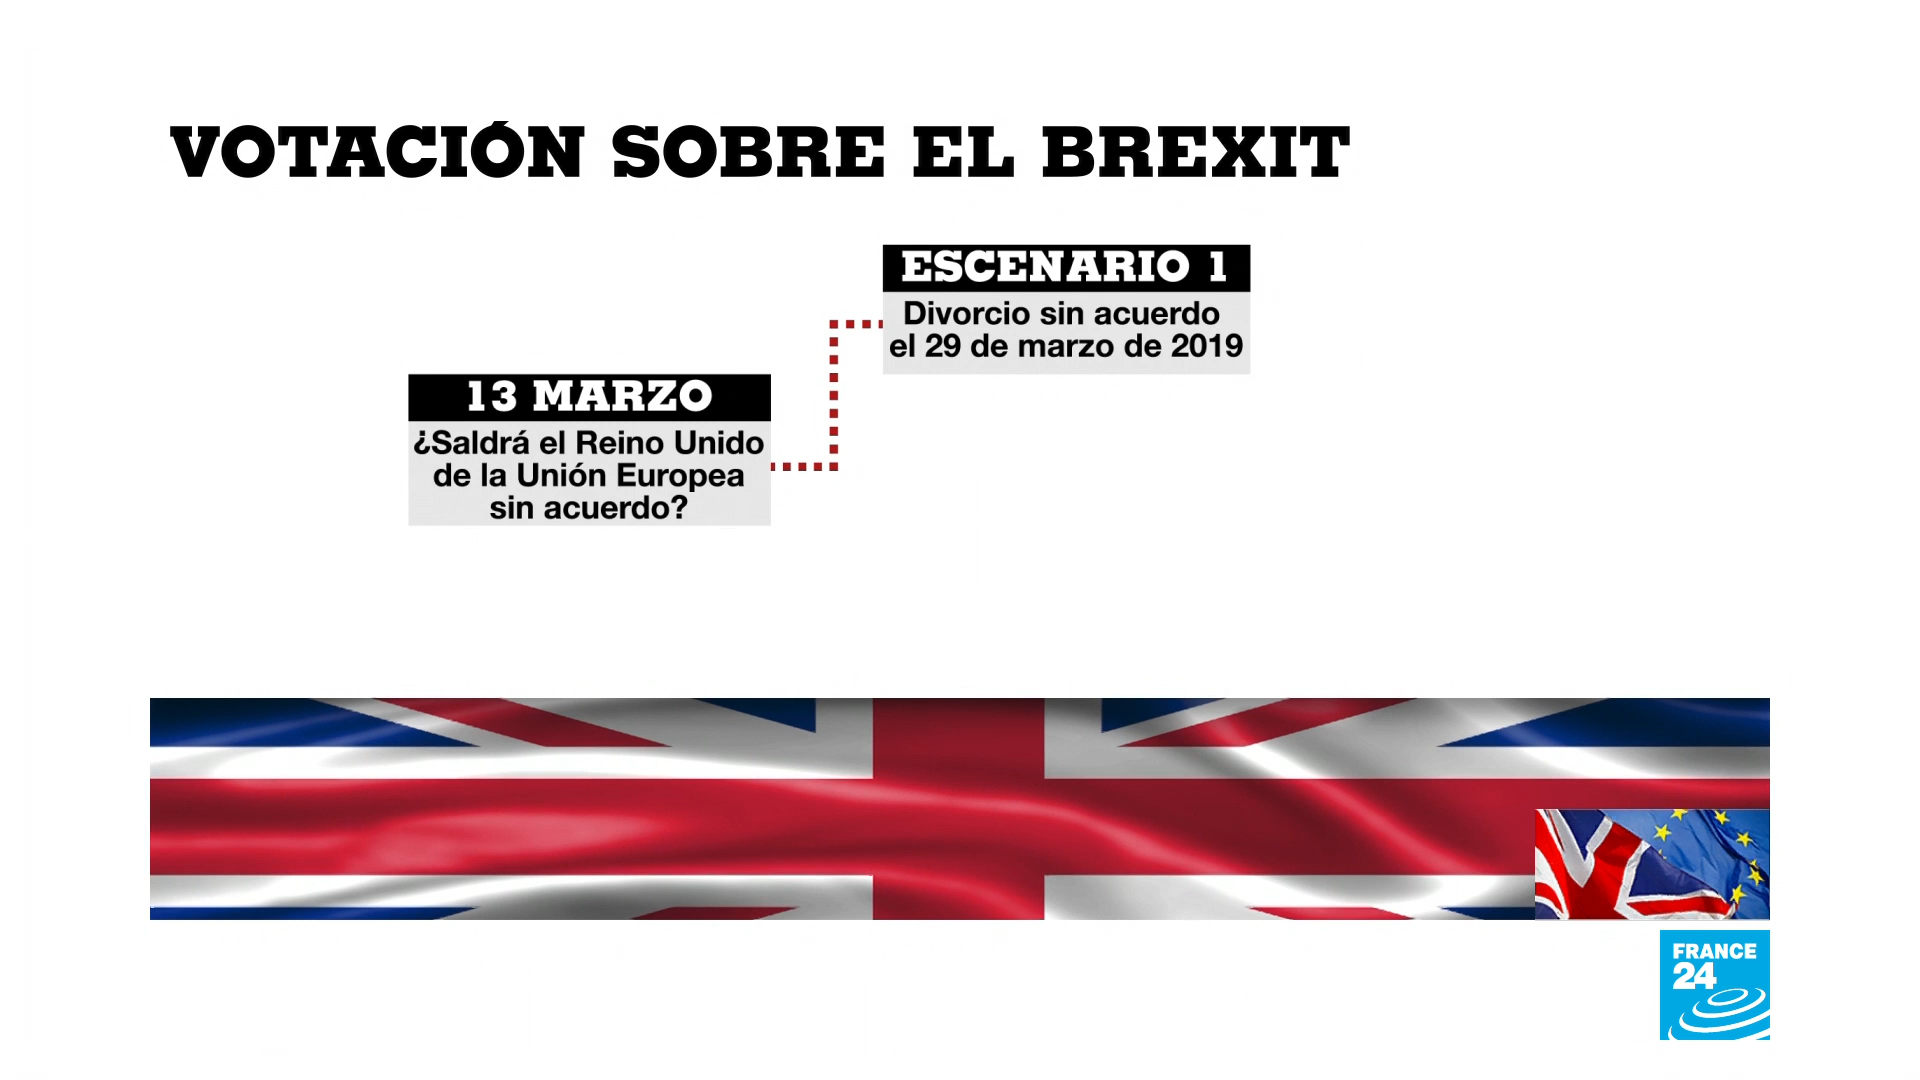 VOTACIÓN SOBRE EL BREXIT
ESCENARIO 1
Divorcio sin acuerdo
el 29 de marzo de 2019
13 MARZO
¿Saldrá el Reino Unido
de la Unión Europea
sin acuerdo?
FRANCE
24